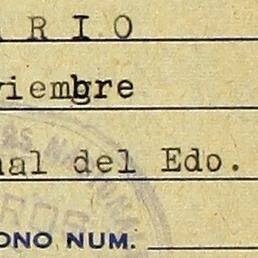 A R I O
viembre
nal del Edo.
ONO NUM.